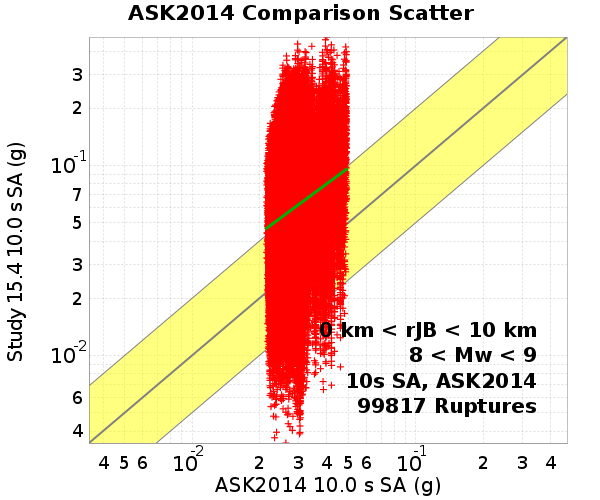 ASK2014 Comparison Scatter
Study 15.4 10.0 s SA (g)
3
2
10⁻¹
7
5
3
2
10⁻²
6
4
0 km < rJB < 10 km
8 < Mw < 9
10s SA, ASK2014
99817 Ruptures
4 5 6 10⁻² 2 3 4 5 6 10⁻¹ 2 3 4
ASK2014 10.0 s SA (g)